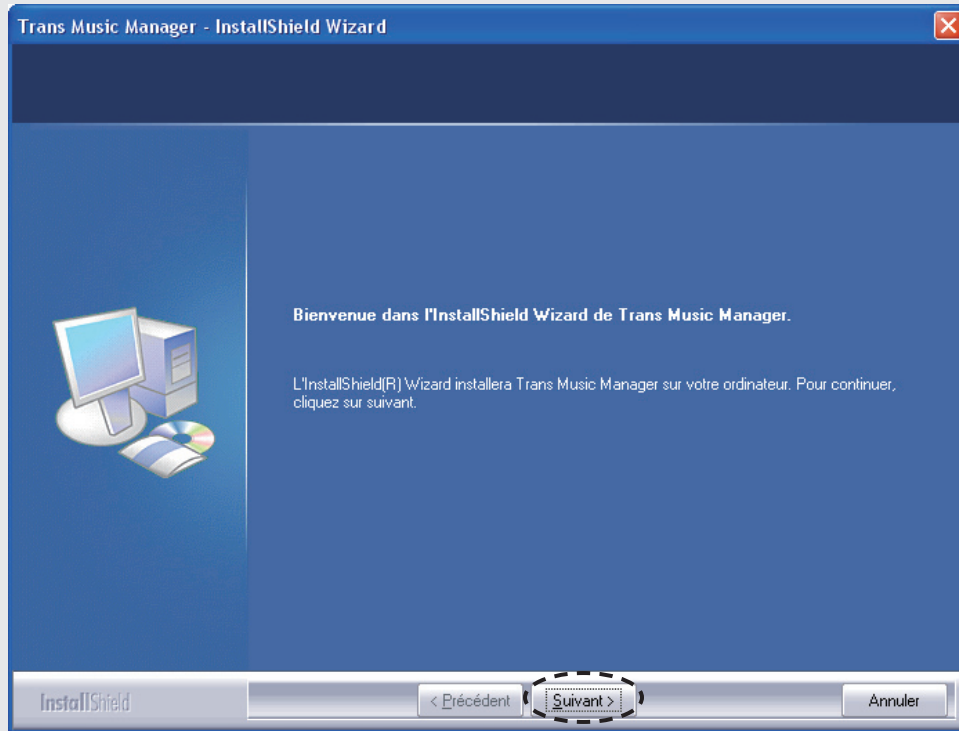 Trans Music Manager - InstallShield Wizard
Bienvenue dans l'InstallShield Wizard de Trans Music Manager.
L'InstallShield(R) Wizard installera Trans Music Manager sur votre ordinateur. Pour continuer,
cliquez sur suivant.
InstallShield
< Précédent
Suivant >
Annuler